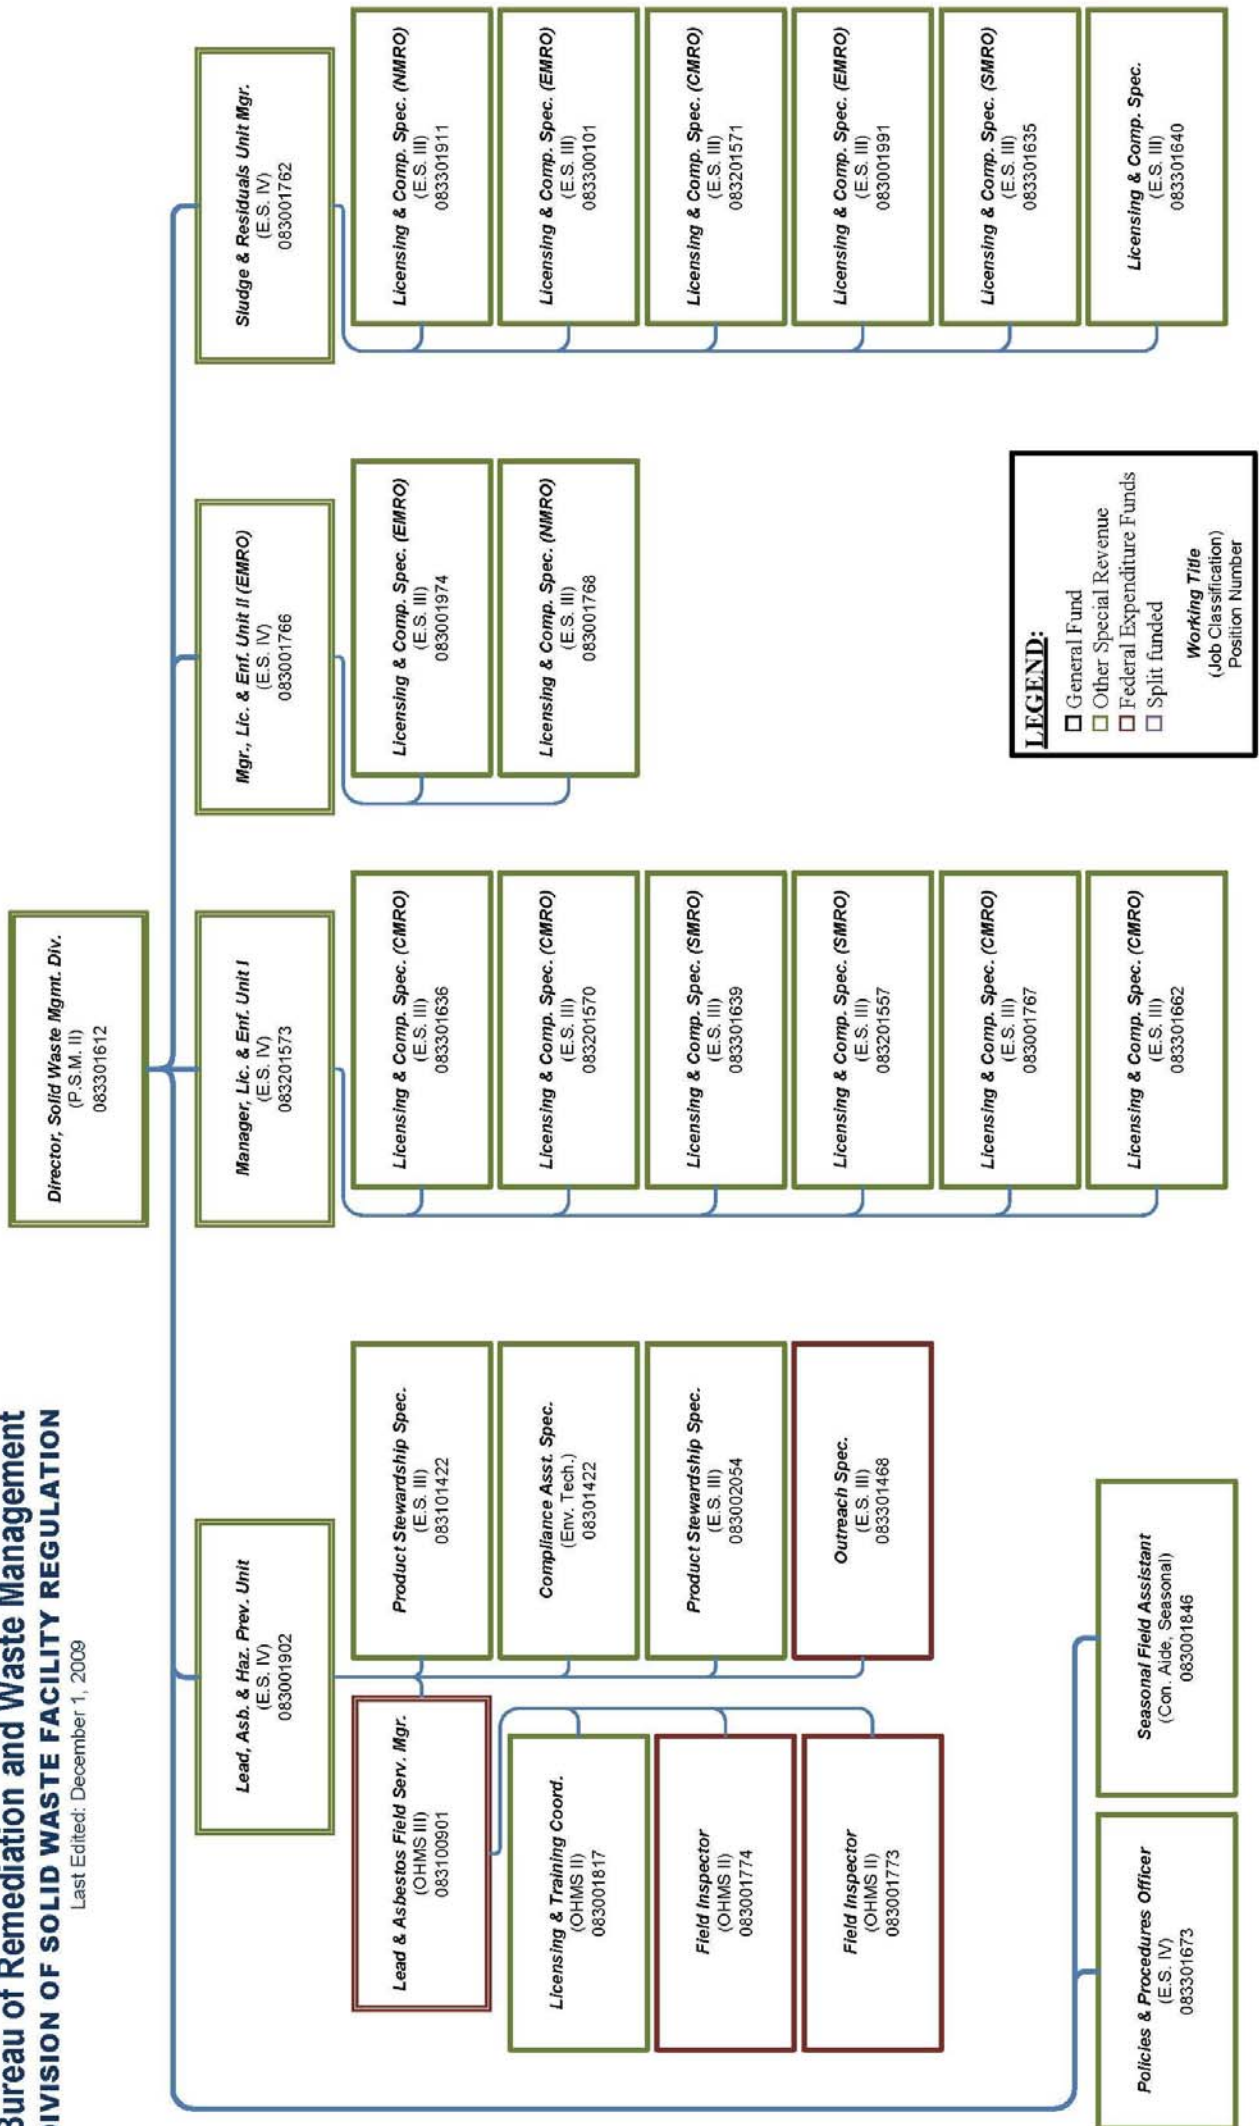 Bureau of Remediation and Waste Management
DIVISION OF SOLID WASTE FACILITY REGULATION
Last Edited: December 1, 2009
Director, Solid Waste Mgmt. Div.
(P.S.M. II)
083301612
Lead, Asb. & Haz. Prev. Unit
(E.S. IV)
083001902
Lead & Asbestos Field Serv. Mgr.
(OHMS III)
083100901
Licensing & Training Coord.
(OHMS II)
083001817
Field Inspector
(OHMS II)
083001774
Field Inspector
(OHMS II)
083001773
Product Stewardship Spec.
(E.S. III)
083101422
Compliance Asst. Spec.
(Env. Tech.)
08301422
Product Stewardship Spec.
(E.S. III)
083002054
Outreach Spec.
(E.S. III)
083301468
Policies & Procedures Officer
(E.S. IV)
083301673
Seasonal Field Assistant
(Con. Aide, Seasonal)
083001846
Manager, Lic. & Enf. Unit I
(E.S. IV)
083201573
Licensing & Comp. Spec. (CMRO)
(E.S. III)
083301636
Licensing & Comp. Spec. (CMRO)
(E.S. III)
083201570
Licensing & Comp. Spec. (SMRO)
(E.S. III)
083301639
Licensing & Comp. Spec. (SMRO)
(E.S. III)
083201557
Licensing & Comp. Spec. (CMRO)
(E.S. III)
083001767
Licensing & Comp. Spec. (CMRO)
(E.S. III)
083301662
Mgr., Lic. & Enf. Unit II (EMRO)
(E.S. IV)
083001766
Licensing & Comp. Spec. (EMRO)
(E.S. III)
083001974
Licensing & Comp. Spec. (NMRO)
(E.S. III)
083001768
Sludge & Residuals Unit Mgr.
(E.S. IV)
083001762
Licensing & Comp. Spec. (NMRO)
(E.S. III)
083301911
Licensing & Comp. Spec. (EMRO)
(E.S. III)
083300101
Licensing & Comp. Spec. (CMRO)
(E.S. III)
083201571
Licensing & Comp. Spec. (EMRO)
(E.S. III)
083001991
Licensing & Comp. Spec. (SMRO)
(E.S. III)
083301635
Licensing & Comp. Spec.
(E.S. III)
083301640
LEGEND:
General Fund
Other Special Revenue
Federal Expenditure Funds
Split funded
Working Title
(Job Classification)
Position Number